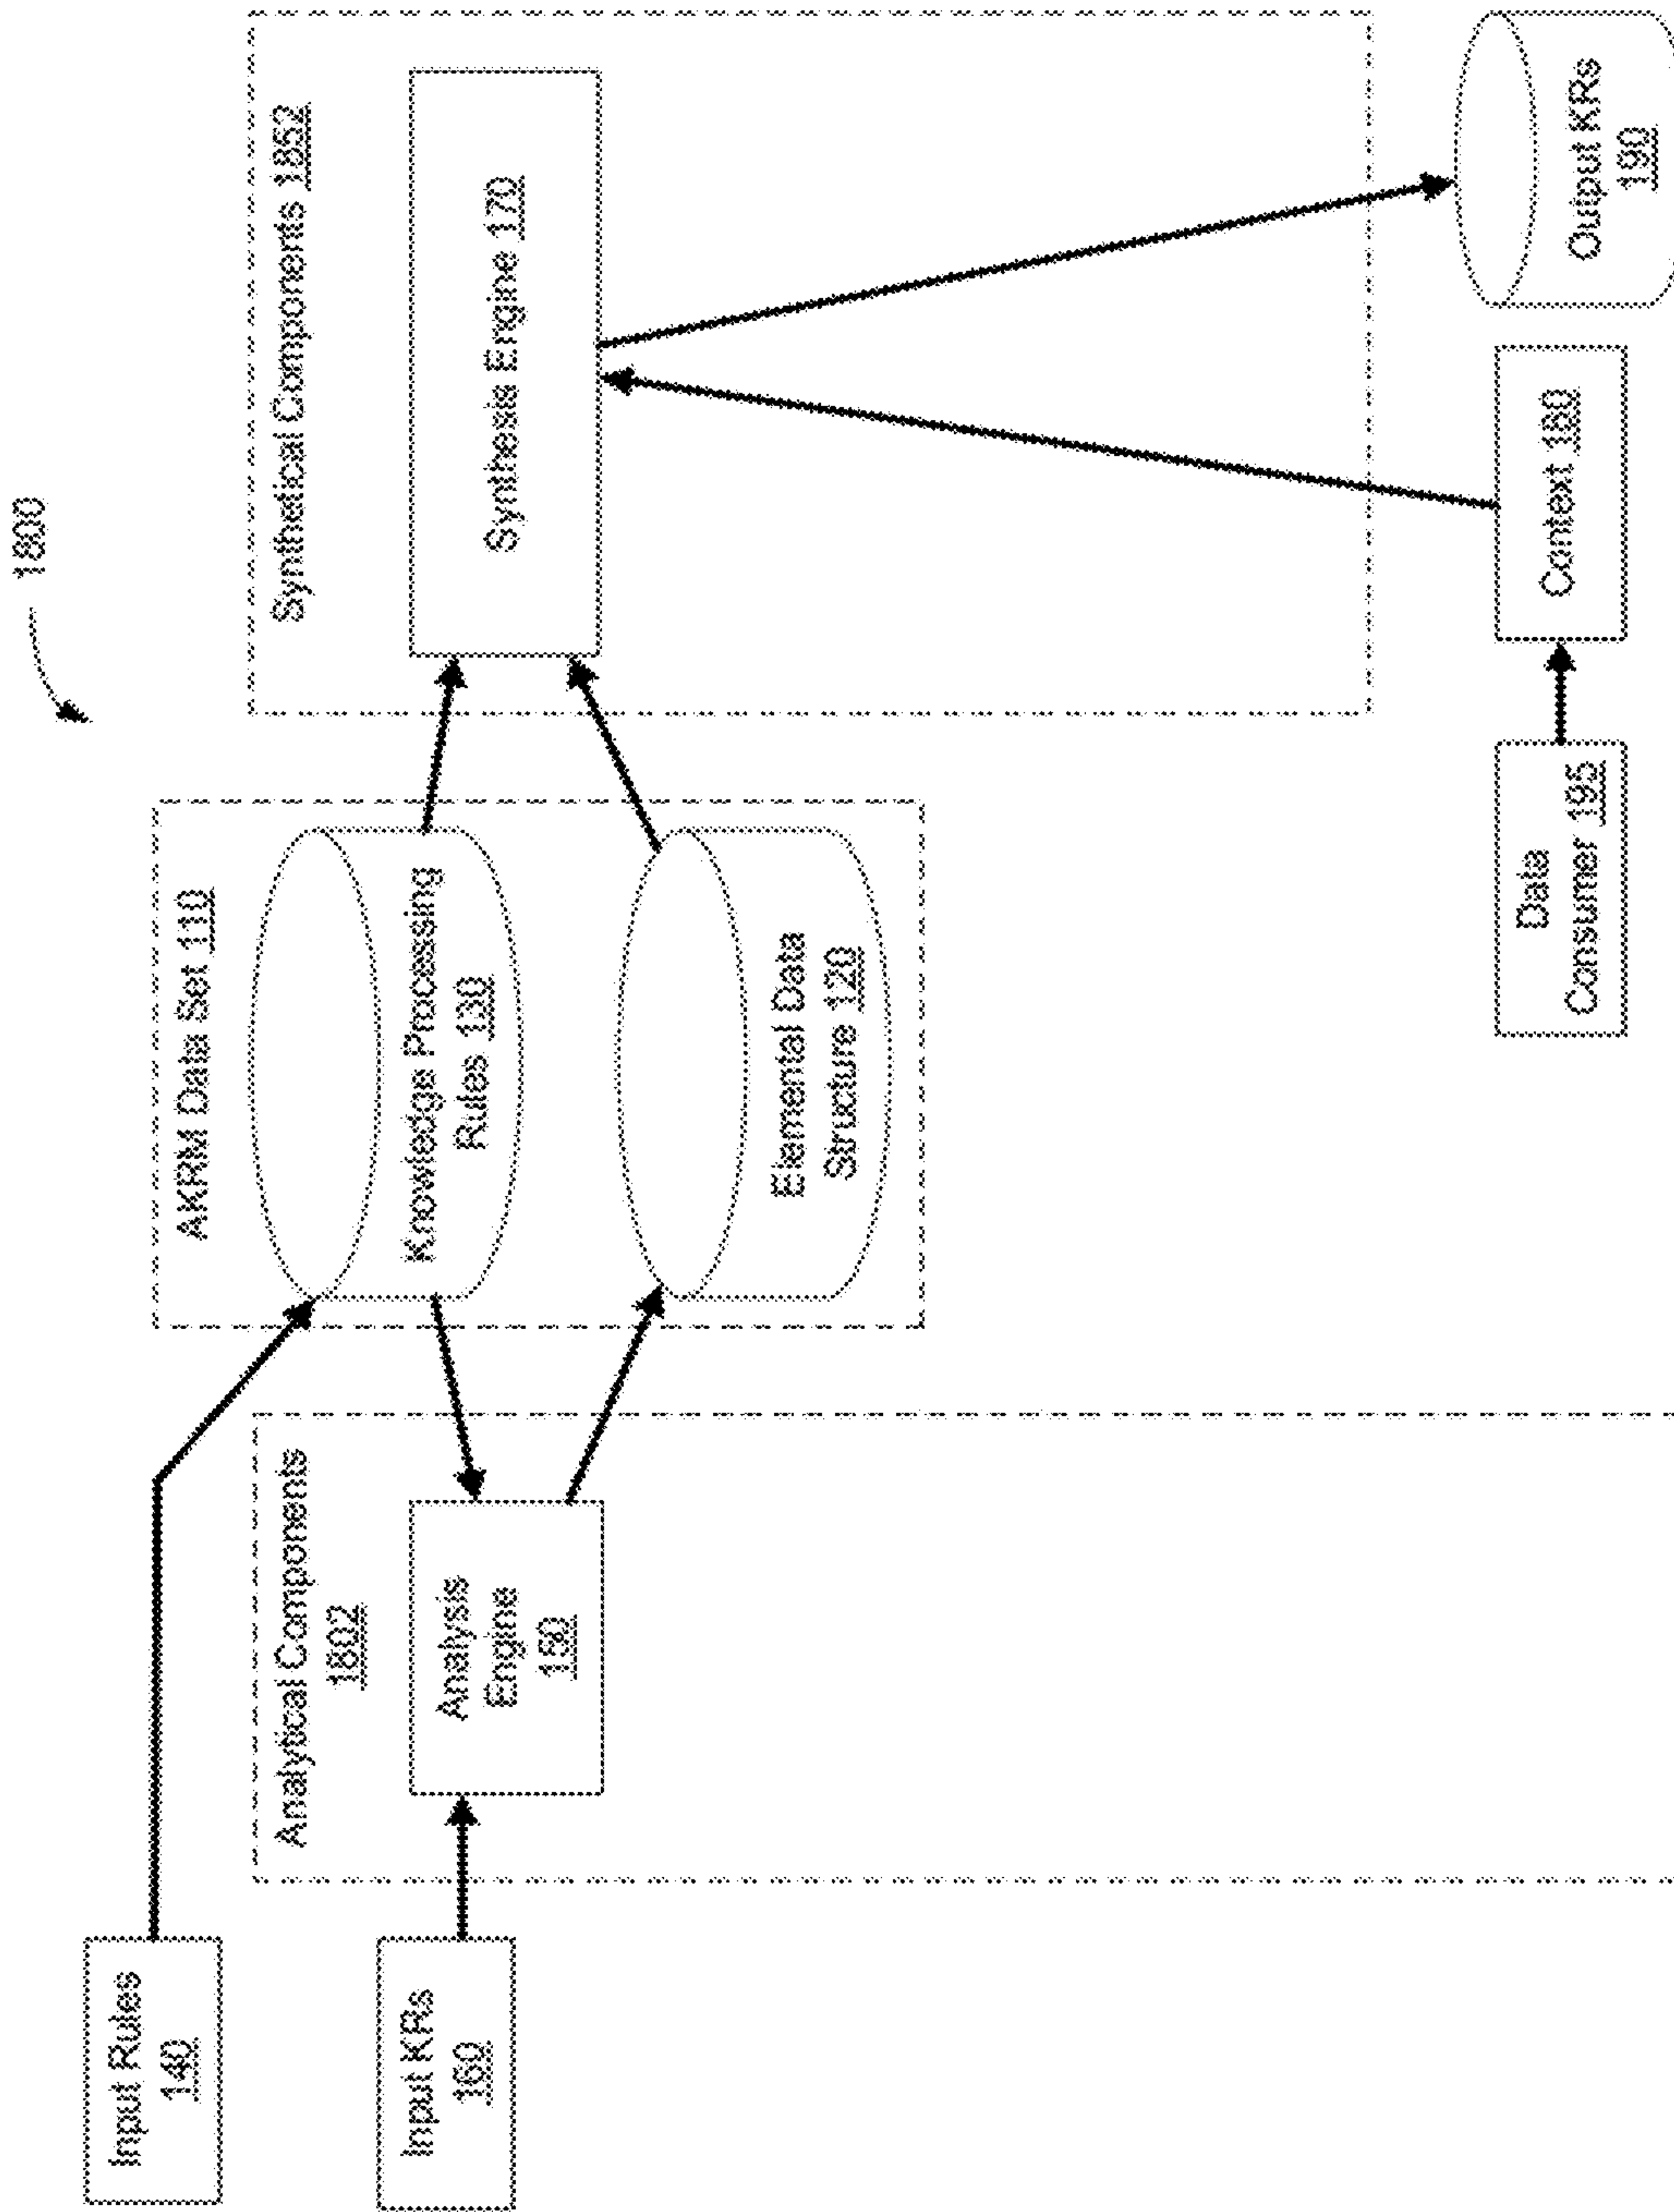 1800
Input Rules
140
Input KRs
160
Analytical Components
1802
Analysis
Engine
150
AKRM Data Set 110
Knowledge Processing
Rules 130
Elemental Data
Structure 120
Synthetical Components 1852
Synthesis Engine 170
Data
Consumer 195
Context 180
Output KRs
190